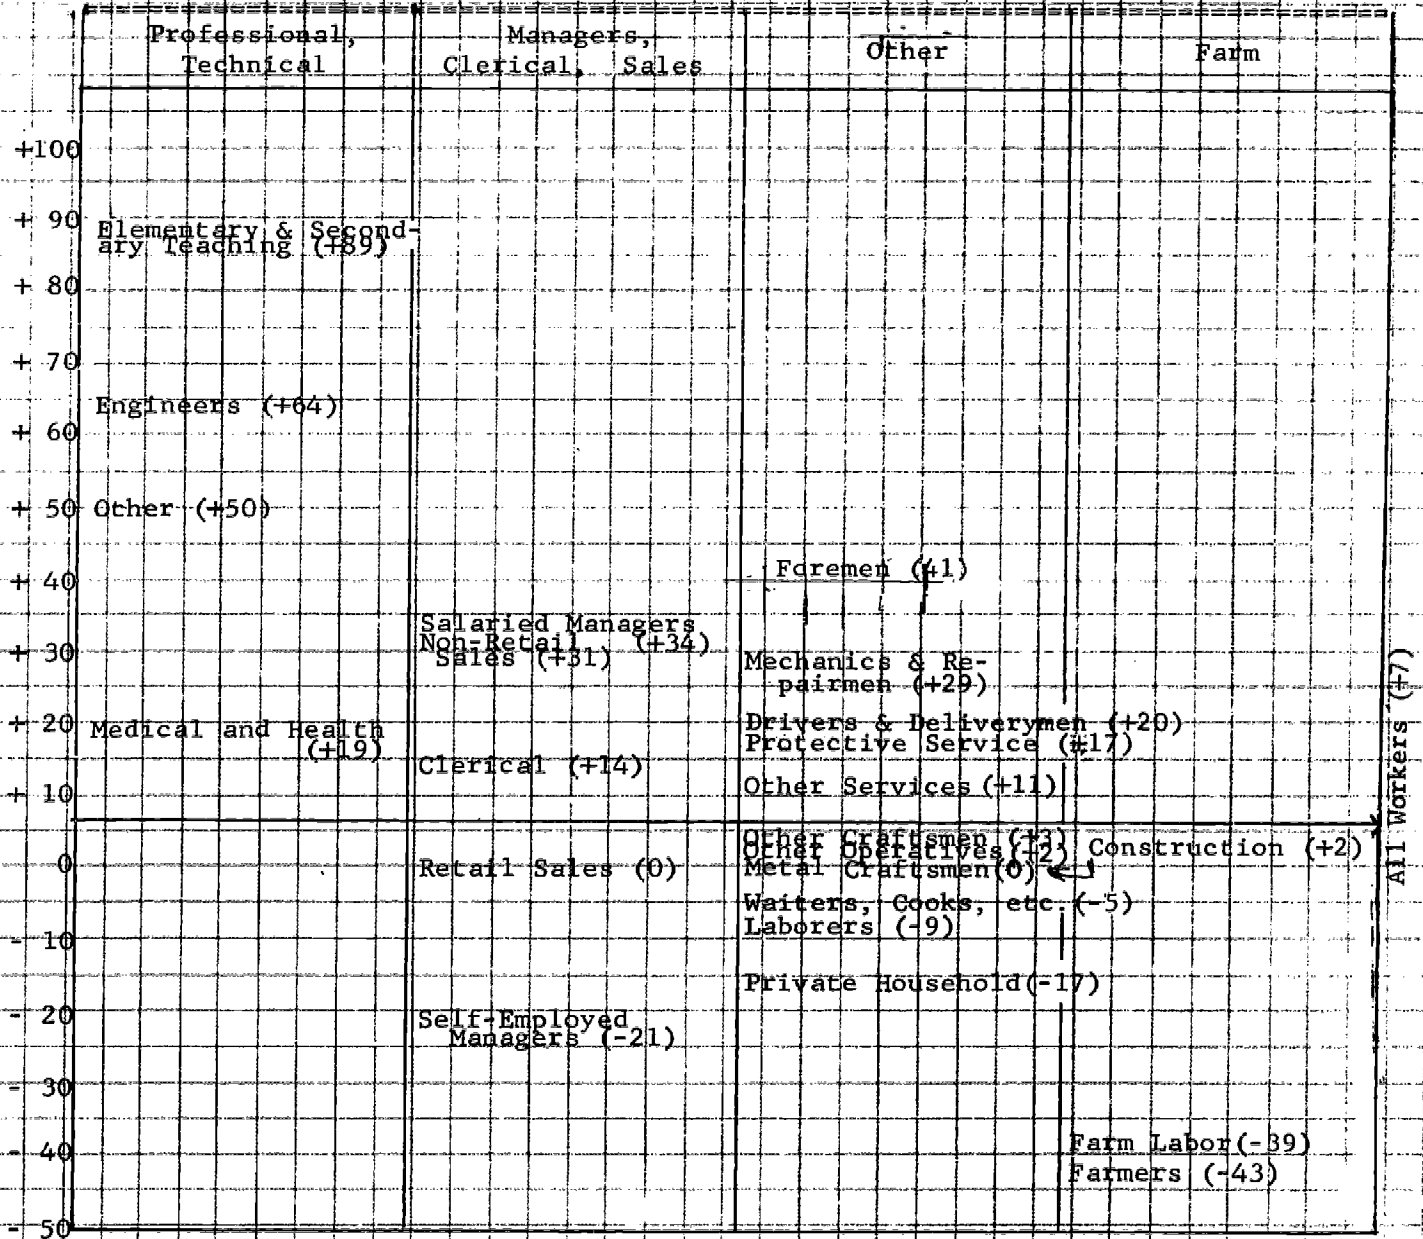 Professional,
Technical
Managers,
Clerical, Sales
Other
Farm
+100
+ 90
+ 80
+ 70
+ 60
+ 50
+ 40
+ 30
+ 20
+ 10
0
- 10
- 20
- 30
- 40
- 50
Elementary & Second-
ary Teaching (+89)
Engineers (+64)
Other (+50)
Medical and Health
(+19)
Salaried Managers
Non-Retail (+34)
Sales (+31)
Clerical (+14)
Retail Sales (0)
Self-Employed
Managers (-21)
Foremen (41)
Mechanics & Re-
pairmen (+29)
Drivers & Deliverymen (+20)
Protective Service (+17)
Other Services (+11)
Other Craftsmen (+3)
Other Operatives
Metal Craftsmen(0)
Construction (+2)
Waiters, Cooks, etc. (-5)
Laborers (-9)
Private Household(-17)
Farm Labor(-39)
Farmers (-43)
All Workers (+7)